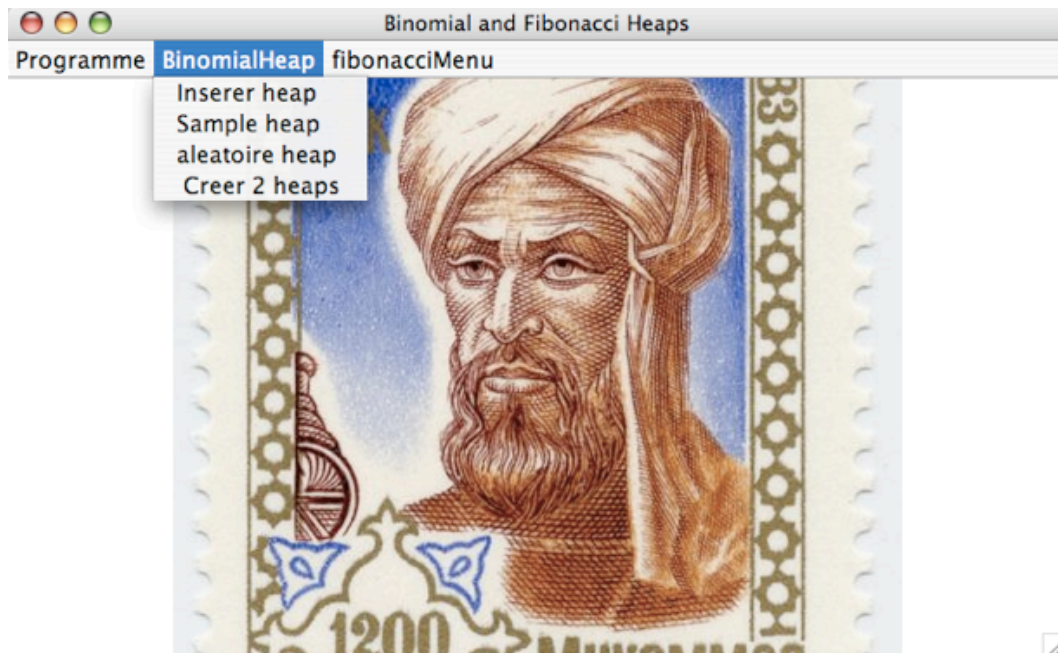 Binomial and Fibonacci Heaps
Programme BinomialHeap fibonacciMenu
Inserer heap
Sample heap
aleatoire heap
Creer 2 heaps
1200